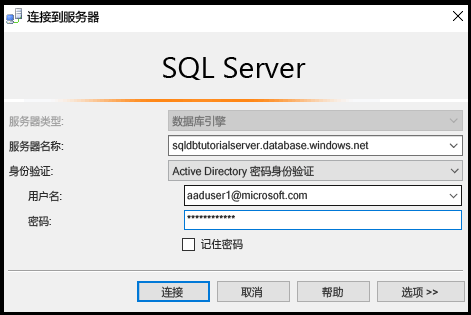 连接到服务器
SQL Server
服务器类型: 数据库引擎
服务器名称: sqldbtutorialserver.database.windows.net
身份验证: Active Directory 密码身份验证
用户名: aaduser1@microsoft.com
密码: ************
记住密码
连接 取消 帮助 选项 >>